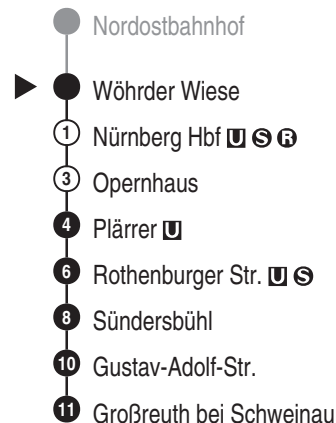 Nordostbahnhof
Wöhrder Wiese
1 Nürnberg Hbf U S R
3 Opernhaus
4 Plärrer U
6 Rothenburger Str. U S
8 Sündersbühl
10 Gustav-Adolf-Str.
11 Großreuth bei Schweinau